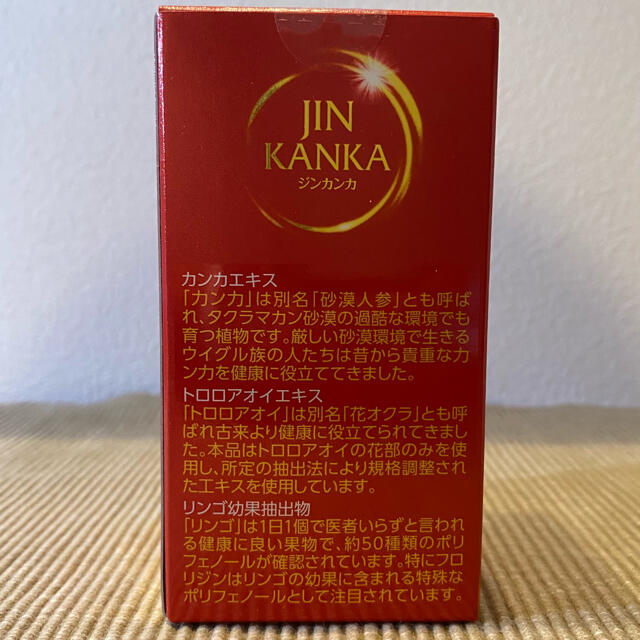 JIN
KANKA
ジンカンカ
カンカエキス
「カンカ」は別名「砂漠人参」とも呼ば
れ、タクラマカン砂漠の過酷な環境でも
育つ植物です。厳しい砂漠環境で生きる
ウイグル族の人たちは昔から貴重なカ
ンカを健康に役立ててきました。
トロロアオイエキス
「トロロアオイ」は別名「花オクラ」とも呼
ばれ古来より健康に役立てられてきまし
た。本品はトロロアオイの花部のみを使
用し、所定の抽出法により規格調整され
たエキスを使用しています。
リンゴ幼果抽出物
「リンゴ」は1日1個で医者いらずと言われ
る健康に良い果物で、約50種類のポリ
フェノールが確認されています。特にフロ
リジンはリンゴの幼果に含まれる特殊な
ポリフェノールとして注目されています。